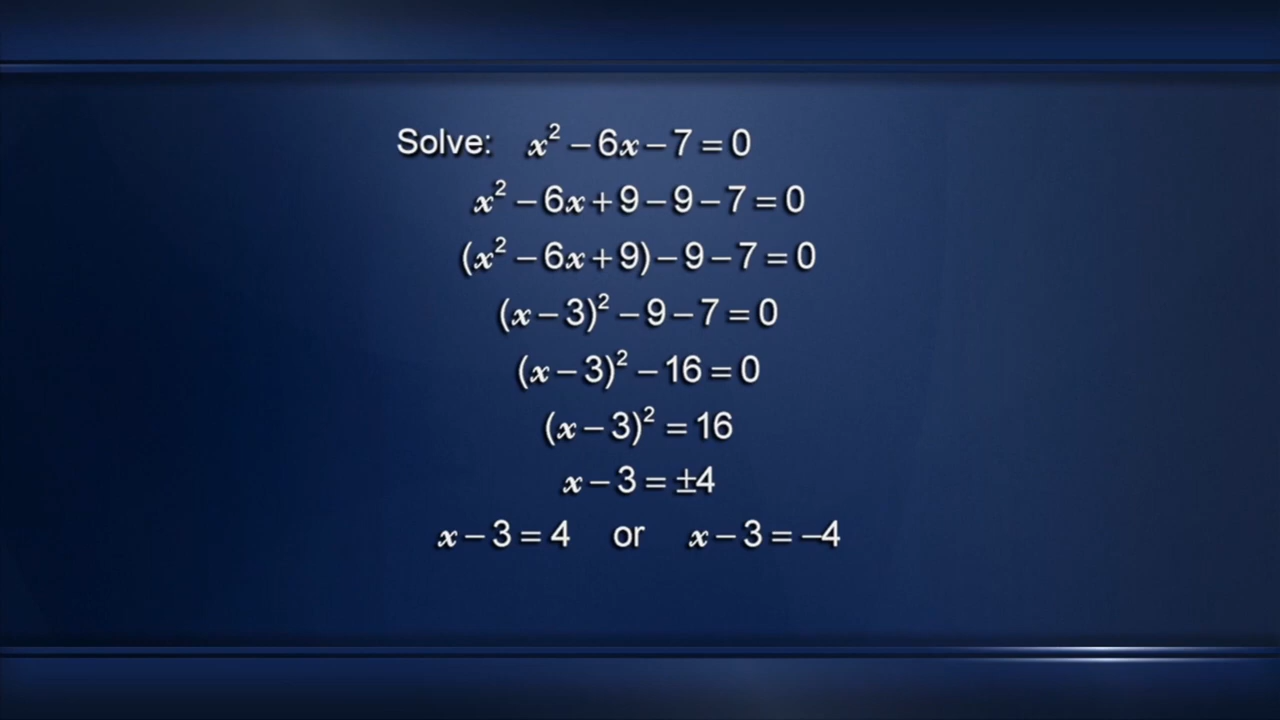 Solve: x² – 6x – 7 = 0
x² – 6x + 9 – 9 – 7 = 0
(x² – 6x + 9) – 9 – 7 = 0
(x – 3)² – 9 – 7 = 0
(x – 3)² – 16 = 0
(x – 3)² = 16
x – 3 = ±4
x – 3 = 4 or x – 3 = –4